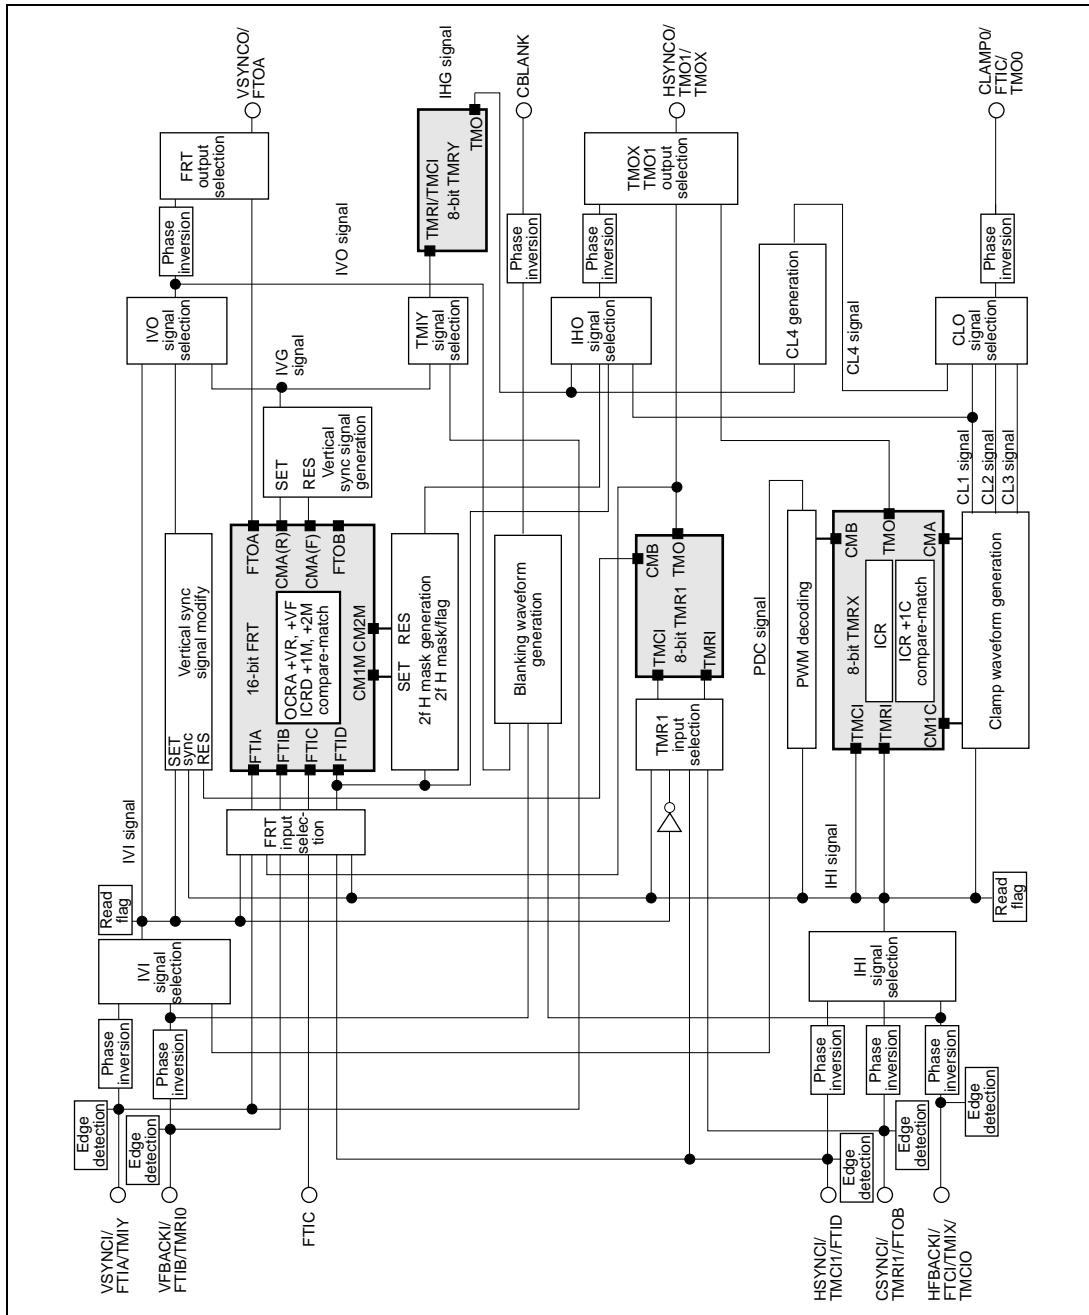 VSYNCO/
FTOA
IHG signal
CBLANK
HSYNCO/
TMO1/
TMOX
CLAMP0/
FTIC/
TMO0
FRT
output
selection
TMO
TMRI/TMCI
8-bit TMRY
TMOX
TMO1
output
selection
Phase
inversion
IVO signal
Phase
inversion
Phase
inversion
Phase
inversion
IVO
signal
selection
TMIY
signal
selection
IHO
signal
selection
CL4 generation
CL4 signal
CLO
signal
selection
IVG
signal
SET
RES
Vertical
sync signal
generation
CL1 signal
CL2 signal
CL3 signal
Vertical sync
signal modify
SET
sync
RES
16-bit FRT
FTOA
CMA(R)
CMA(F)
FTOB
OCRA +VR, +VF
ICRD +1M, +2M
compare-match
CM1M CM2M
FTIA
FTIB
FTIC
FTID
SET
RES
2f H mask generation
2f H mask/flag
Blanking waveform
generation
CMB
TMO
8-bit TMR1
TMCI
TMRI
TMR1
input
selection
PDC signal
PWM decoding
CMB
TMO
CMA
8-bit TMRX
ICR
ICR +1C
compare-match
TMCI
TMRI
CM1C
Clamp waveform generation
FRT
input
selec-
tion
IVI signal
IHI signal
Read
flag
Read
flag
IVI
signal
selection
IHI
signal
selection
Phase
inversion
Phase
inversion
Phase
inversion
Phase
inversion
Phase
inversion
Edge
detection
Edge
detection
Edge
detection
Edge
detection
Edge
detection
VSYNCI/
FTIA/TMIY
VFBACKI/
FTIB/TMRI0
FTIC
HSYNCI/
TMCI1/FTID
CSYNCI/
TMRI1/FTOB
HFBACKI/
FTCI/TMIX/
TMCIO